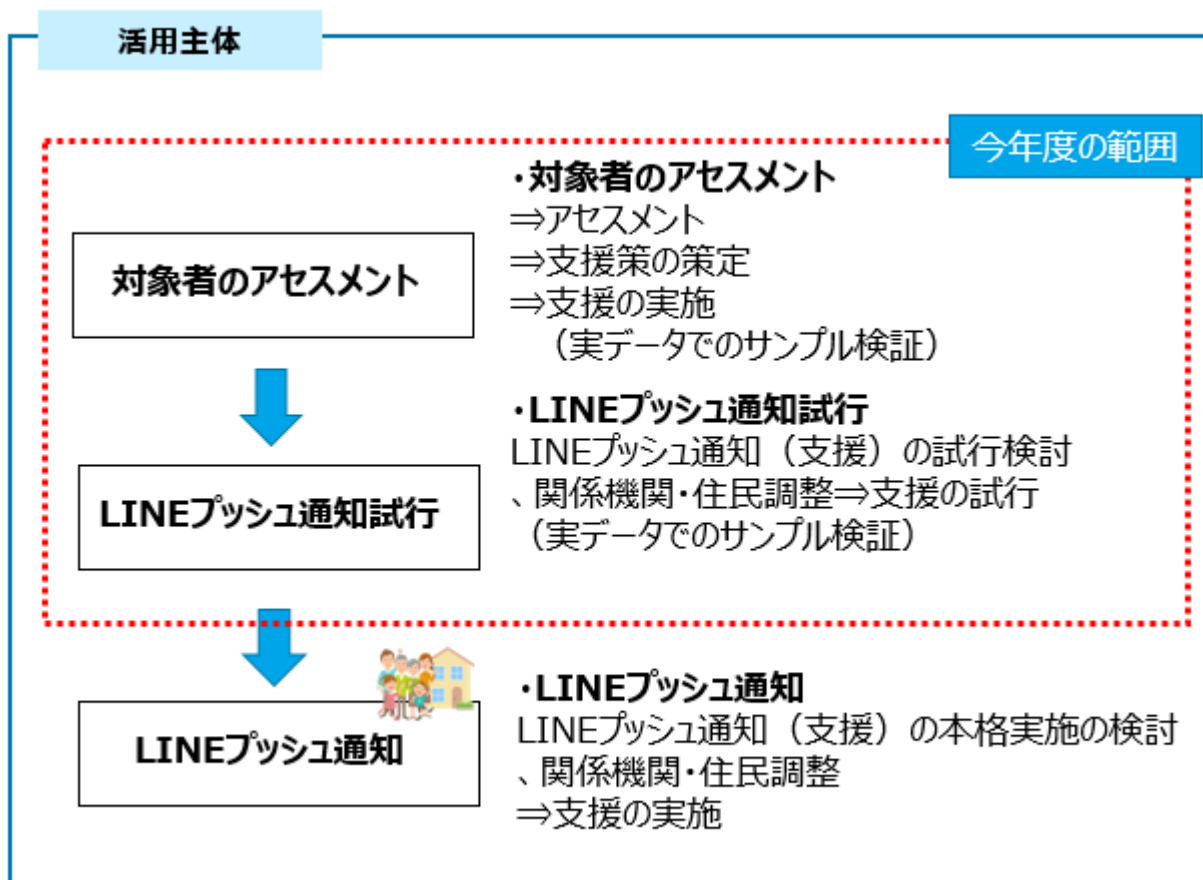 活用主体
今年度の範囲
対象者のアセスメント
・対象者のアセスメント
⇒アセスメント
⇒支援策の策定
⇒支援の実施
（実データでのサンプル検証）
LINEプッシュ通知試行
・LINEプッシュ通知試行
LINEプッシュ通知（支援）の試行検討
、関係機関・住民調整⇒支援の試行
（実データでのサンプル検証）
LINEプッシュ通知
・LINEプッシュ通知
LINEプッシュ通知（支援）の本格実施の検討
、関係機関・住民調整
⇒支援の実施